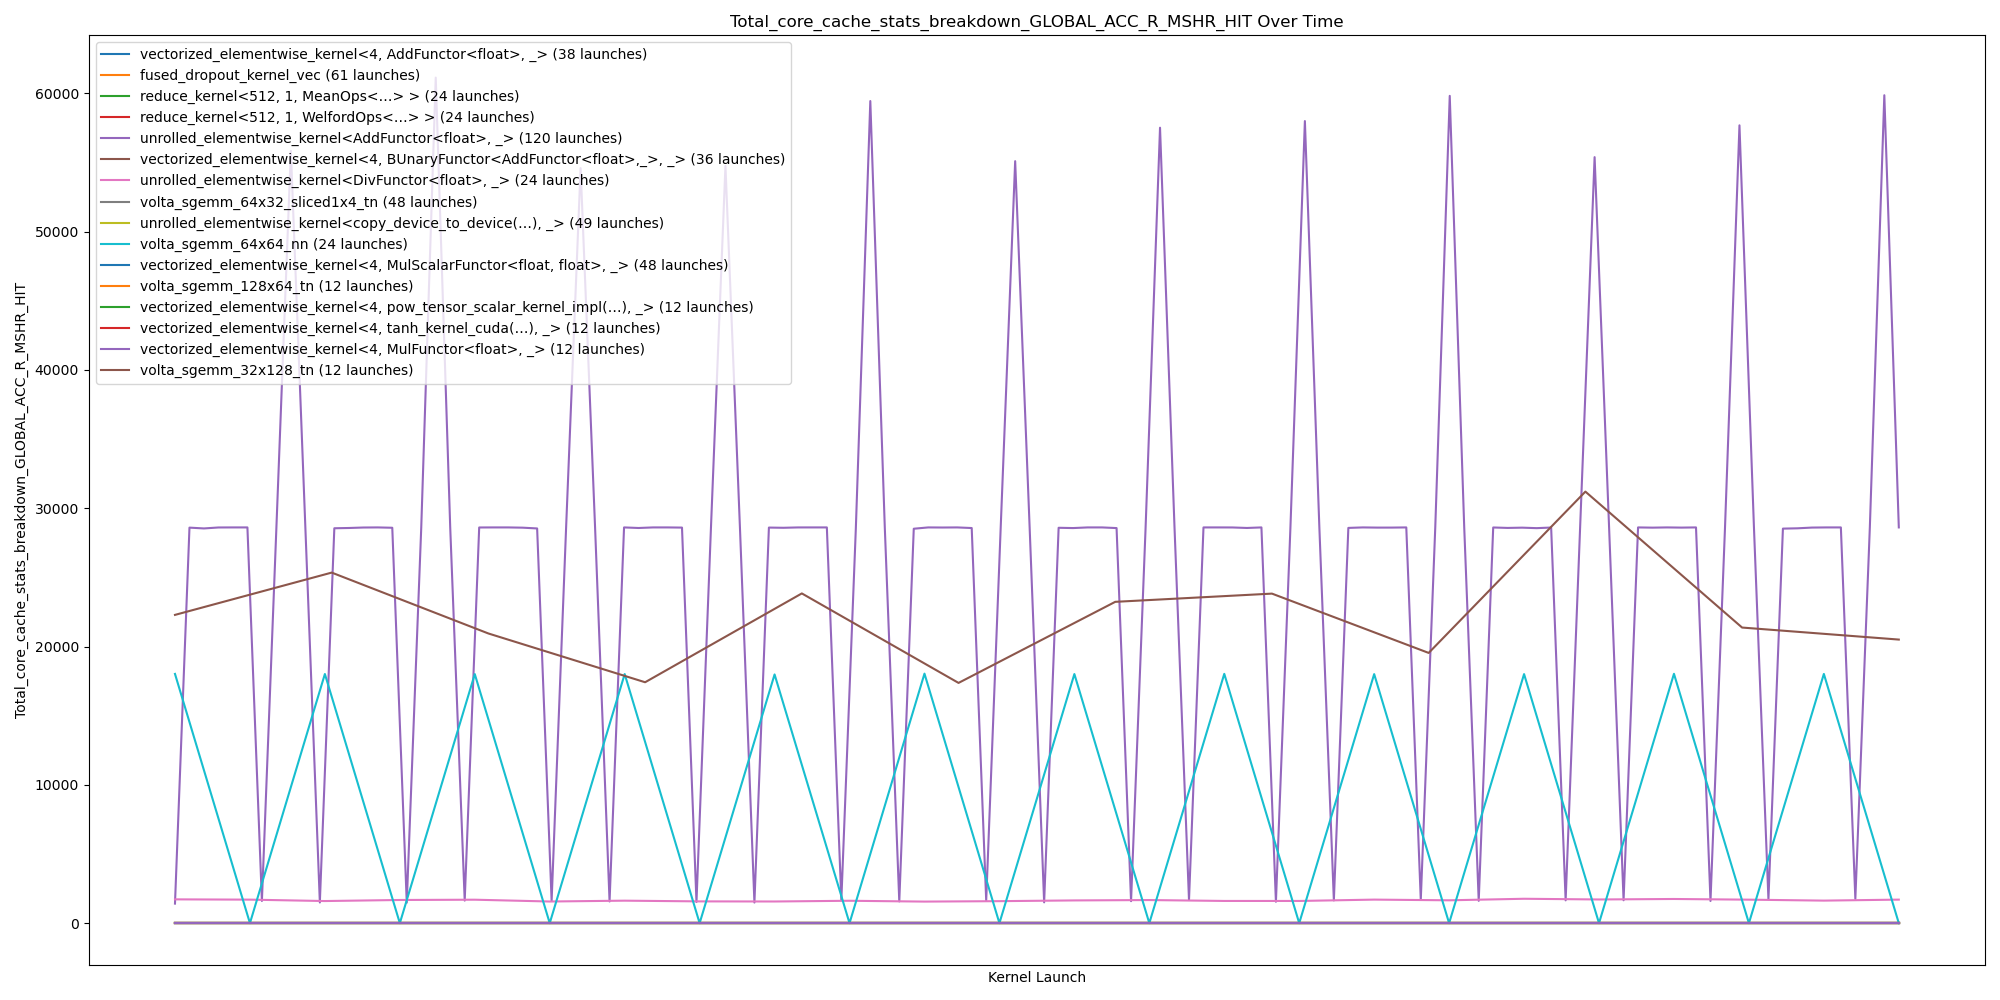 Total_core_cache_stats_breakdown_GLOBAL_ACC_R_MSHR_HIT Over Time
Total_core_cache_stats_breakdown_GLOBAL_ACC_R_MSHR_HIT
60000
50000
40000
30000
20000
10000
0
vectorized_elementwise_kernel<4, AddFunctor<float>, _> (38 launches)
fused_dropout_kernel_vec (61 launches)
reduce_kernel<512, 1, MeanOps<...> > (24 launches)
reduce_kernel<512, 1, WelfordOps<...> > (24 launches)
unrolled_elementwise_kernel<AddFunctor<float>, _> (120 launches)
vectorized_elementwise_kernel<4, BUnaryFunctor<AddFunctor<float>,_>, _> (36 launches)
unrolled_elementwise_kernel<DivFunctor<float>, _> (24 launches)
volta_sgemm_64x32_sliced1x4_tn (48 launches)
unrolled_elementwise_kernel<copy_device_to_device(...), _> (49 launches)
volta_sgemm_64x64_nn (24 launches)
vectorized_elementwise_kernel<4, MulScalarFunctor<float, float>, _> (48 launches)
volta_sgemm_128x64_tn (12 launches)
vectorized_elementwise_kernel<4, pow_tensor_scalar_kernel_impl(...), _> (12 launches)
vectorized_elementwise_kernel<4, tanh_kernel_cuda(...), _> (12 launches)
vectorized_elementwise_kernel<4, MulFunctor<float>, _> (12 launches)
volta_sgemm_32x128_tn (12 launches)
Kernel Launch